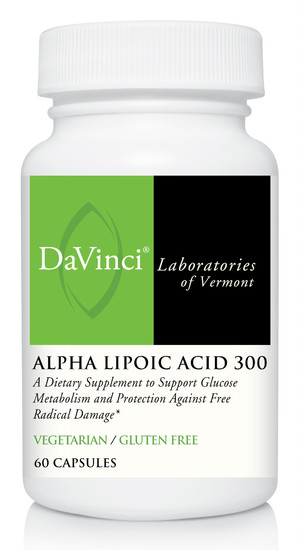 DaVinci® Laboratories
of Vermont
ALPHA LIPOIC ACID 300
A Dietary Supplement to Support Glucose
Metabolism and Protection Against Free
Radical Damage*
VEGETARIAN / GLUTEN FREE
60 CAPSULES